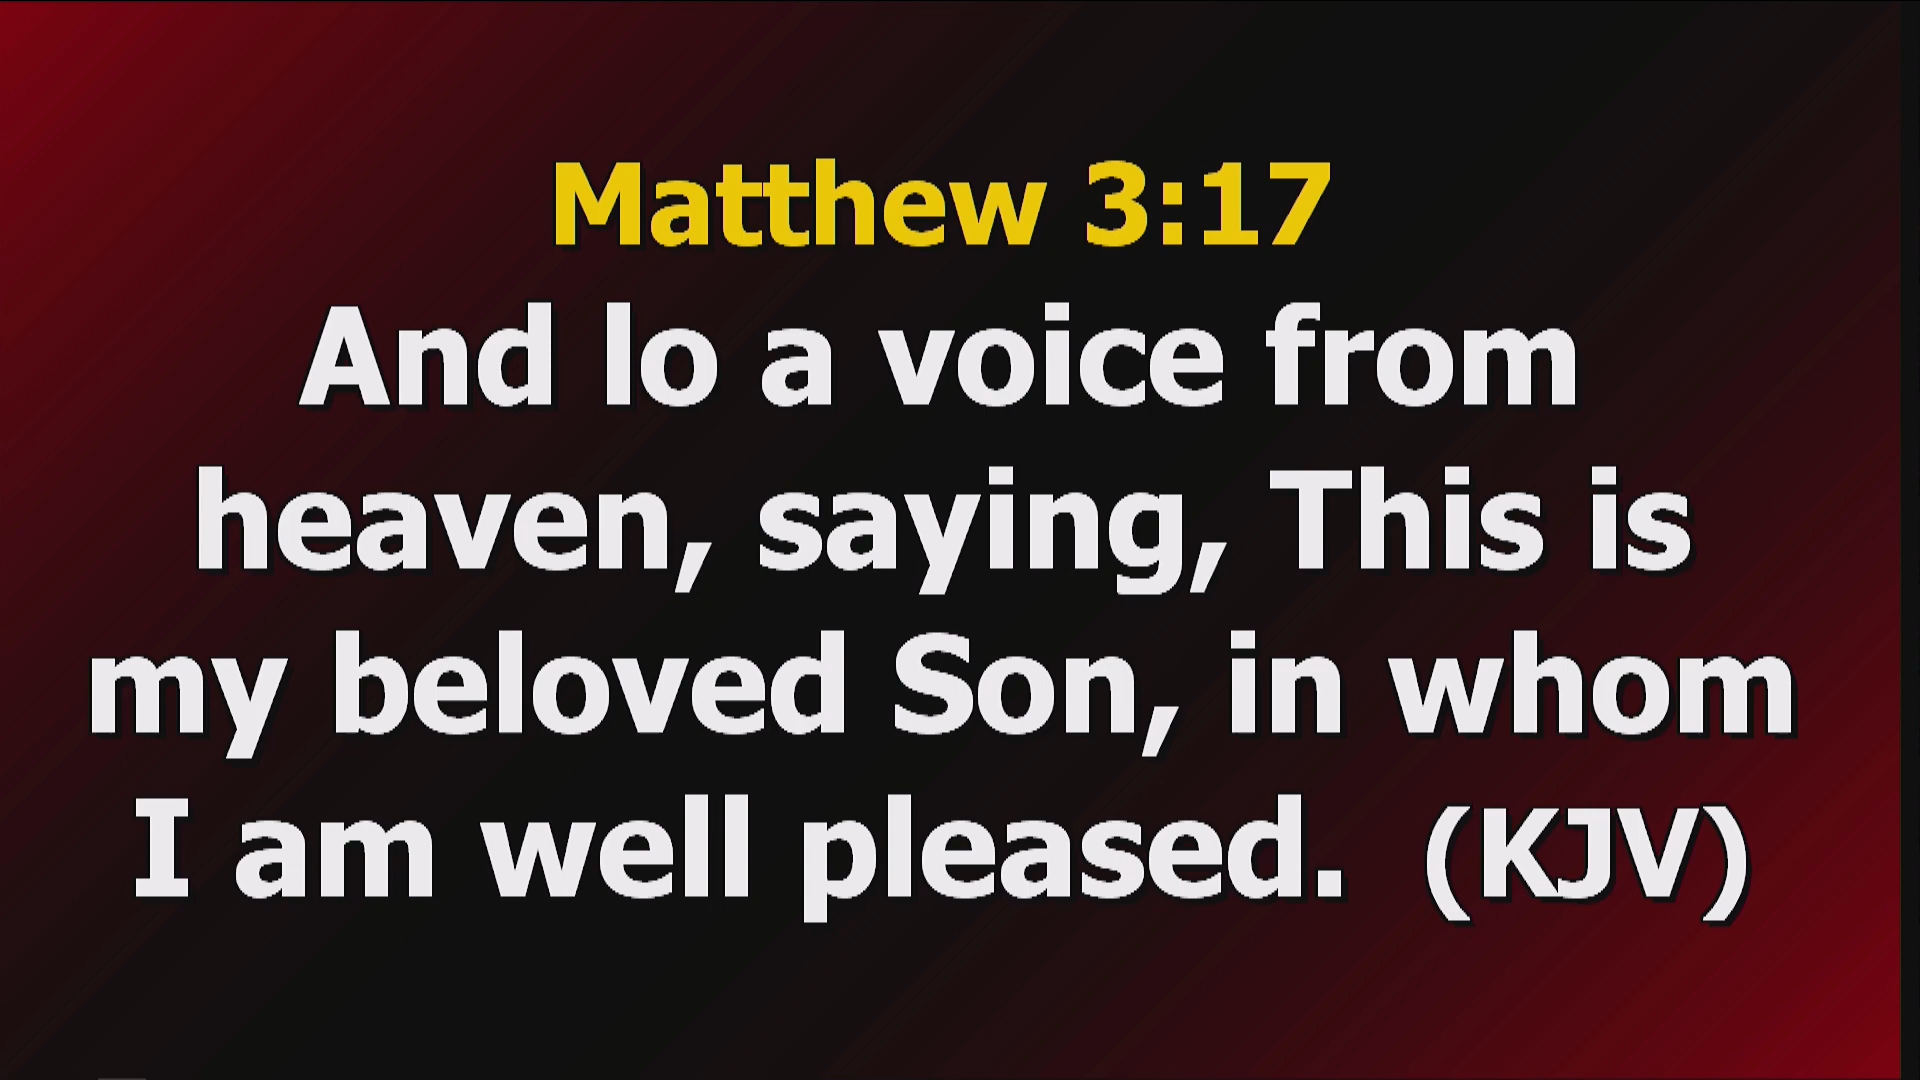 Matthew 3:17
And lo a voice from
heaven, saying, This is
my beloved Son, in whom
I am well pleased.  (KJV)